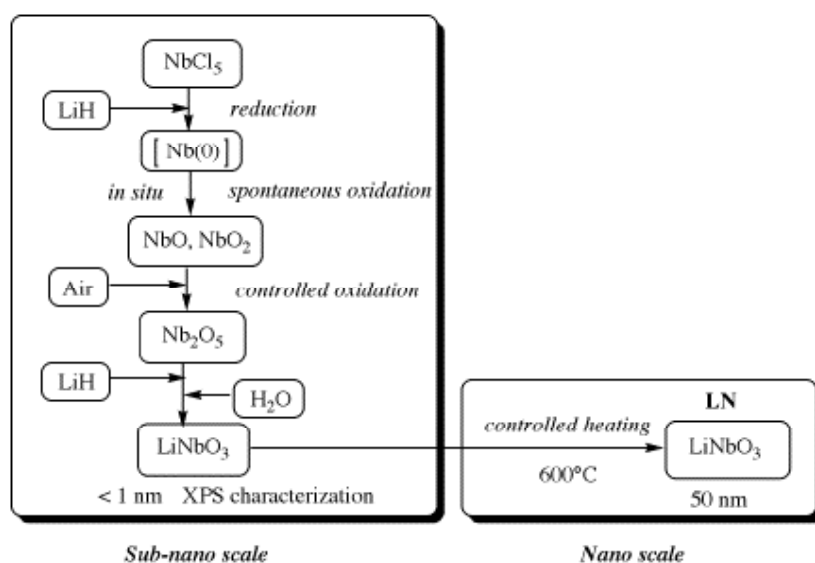 NbCl5
LiH
reduction
[ Nb(0) ]
in situ spontaneous oxidation
NbO, NbO2
Air
controlled oxidation
Nb2O5
LiH
H2O
LiNbO3
< 1 nm XPS characterization
Sub-nano scale
LN
controlled heating
LiNbO3
600°C
50 nm
Nano scale